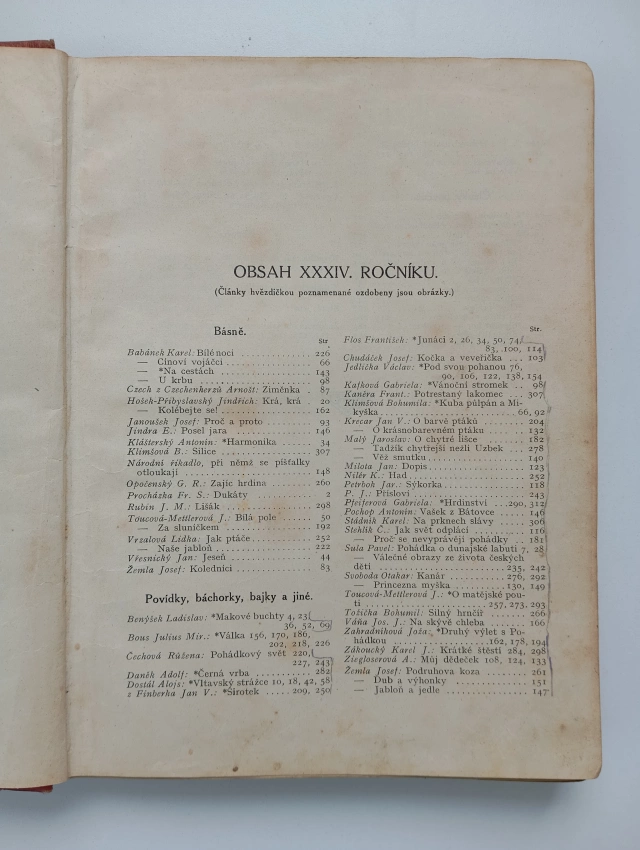 OBSAH XXXIV. ROČNÍKU.
(Články hvězdičkou poznamenané ozdobeny jsou obrázky.)
Básně.
Str
Babánek Karel: Bílé noci . . . . 226
— Cínoví vojáčci . . . . 66
— *Na cestách . . . . 143
— U krbu . . . . 98
Czech z Czechenherzů Arnošt: Zimënka . 87
Hošek-Přibyslavský Jindřich: Krá, krá . 20
— Kolébejte se! . . . . 162
Janoušek Josef: Proč a proto . . . . 93
Jindra E.: Posel jara . . . . 146
Klášterský Antonín: *Harmonika . . . . 34
Klímšová B.: Silice . . . . 307
Národní říkadlo, při němž se píšťalky
otloukají . . . . 148
Opočenský G. R.: Zajíc hrdina . . . . 260
Procházka Fr. S.: Dukáty . . . . 2
Rubín J. M.: Lišák . . . . 298
Toucová-Mettlerová J.: Bílá pole . . . . 50
— Za sluníčkem . . . . 192
Vrzalová Lidka: Jak ptáče . . . . 252
— Naše jabloň . . . . 222
Vřesnický Jan: Jeseň . . . . 44
Žemla Josef: Koledníci . . . . 83
Povídky, báchorky, bajky a jiné.
Benýšek Ladislav: *Makové buchty 4, 23,
36, 52, 69
Bous Julius Mir.: *Válka 156, 170, 186,
202, 218, 226
Čechová Růžena: Pohádkový svět 220,
227, 243
Daněk Adolf: *Černá vrba . . . . 282
Dostál Alois: *Vltavský strážce 10, 18, 42, 58
z Finberka Jan V.: *Sirotek . . . . 209, 250
Str.
Flos František: *Junáci 2, 26, 34, 50, 74,
83, 100, 114
Chudáček Josef: Kočka a veveřička . . . 103
Jedlička Václav: *Pod svou pohanou 76,
90, 106, 122, 138, 154
Kafková Gabriela: *Vánoční stromek . . 98
Kaněra Frant.: Potrestaný lakomec . . . 307
Klímšová Bohumila: *Kuba půlpán a Mi-
kyška . . . . 66, 92
Krecar Jan V.: O barvě ptáků . . . . 204
— O krásnobarevném ptáku . . . . 132
Malý Jaroslav: O chytré lišce . . . . 182
— Tadžik chytřejší nežli Uzbek . . . 278
— Věž smutku . . . . 140
Milota Jan: Dopis . . . . 123
Nilér K.: Had . . . . 252
Petrboh Jar.: Sýkorka . . . . 118
P. J.: Přísloví . . . . 243
Pfeiferová Gabriela: *Hrdinství . . . 290, 312
Pochop Antonín: Vašek z Bátovce . . . . 146
Stádník Karel: Na prknech slávy . . . . 306
Stehlík Č.: Jak svět odplácí . . . . 116
— Proč se nevyprávějí pohádky . . 181
Sula Pavel: Pohádka o dunajské labuti 7, 28
— Válečné obrazy ze života českých
dětí . . . . 235, 242
Svoboda Otakar: Kanár . . . . 276, 292
— Princezna myška . . . . 130, 149
Toucová-Mettlerová J.: *O matějské pou-
ti . . . . 257, 273, 293
Tožička Bohumil: Silný hrnčíř . . . . 266
Váňa Jos. J.: Na skývě chleba . . . . 166
Zahradníková Joža: *Druhý výlet s Po-
hádkou . . . . 162, 178, 194
Zákoucký Karel J.: Krátké štěstí . . 284, 298
Ziegloserová A.: Můj dědeček 108, 124, 133
Žemla Josef: Podruhova koza . . . . 261
— Dub a výhonky . . . . 151
— Jabloň a jedle . . . . 147